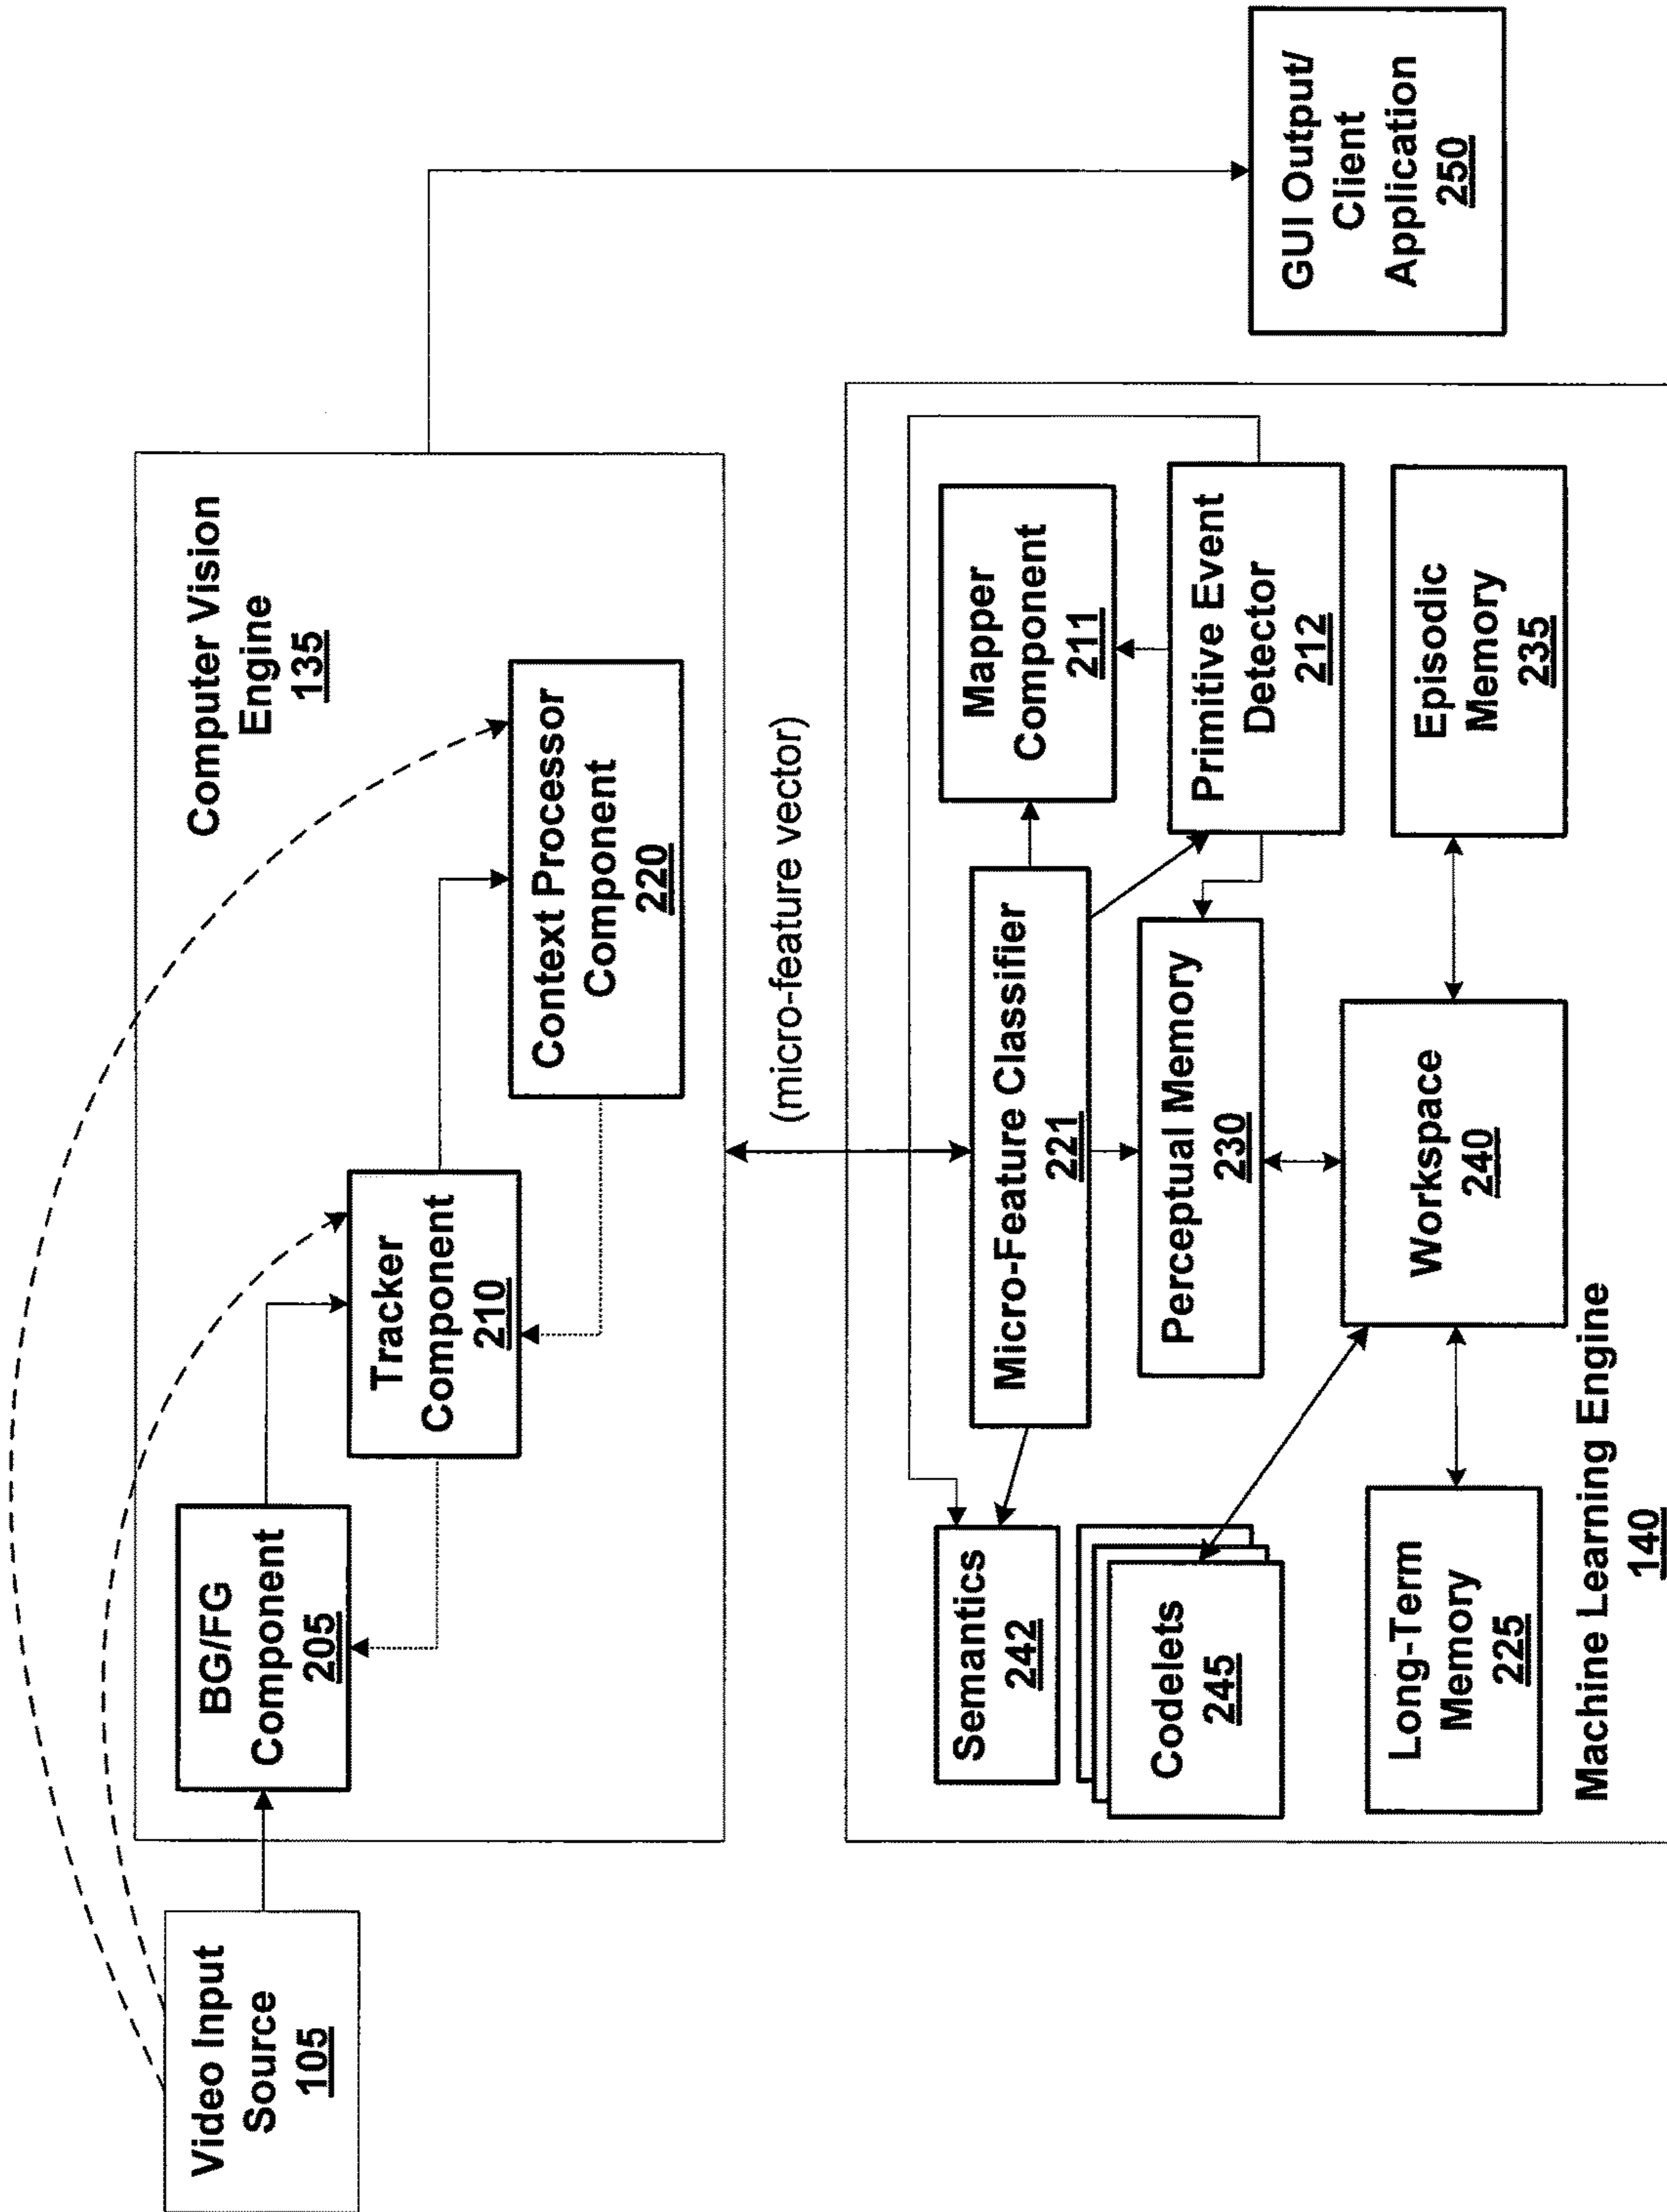 Video Input
Source
105
BG/FG
Component
205
Tracker
Component
210
Context Processor
Component
220
Computer Vision
Engine
135
(micro-feature vector)
Semantics
242
Codelets
245
Long-Term
Memory
225
Micro-Feature Classifier
221
Perceptual Memory
230
Workspace
240
Mapper
Component
211
Primitive Event
Detector
212
Episodic
Memory
235
Machine Learning Engine
140
GUI Output/
Client
Application
250